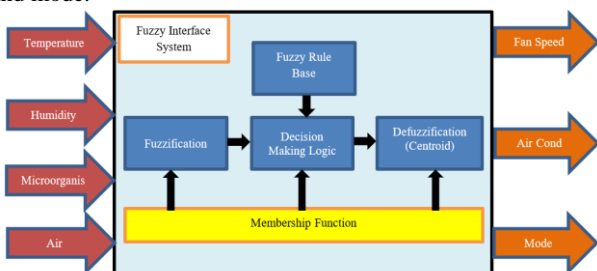 and mode.
Temperature
Fuzzy Interface
System
Fuzzy Rule
Base
Fan Speed
Humidity
Fuzzification
Decision
Making Logic
Defuzzification
(Centroid)
Air Cond
Microorganis
Membership Function
Air
Mode